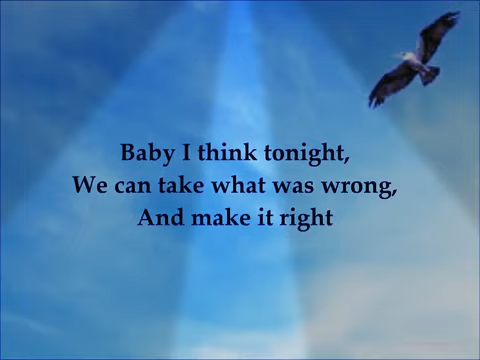 Baby I think tonight,
We can take what was wrong,
And make it right